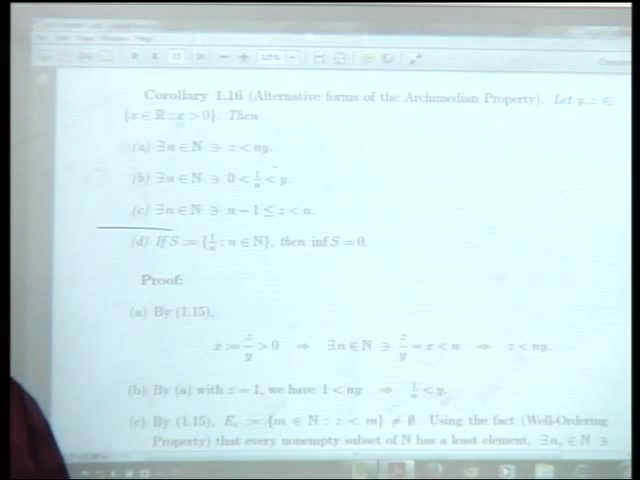 Corollary 1.16 (Alternative forms of the Archimedian Property). Let y, z ∈
{x ∈ ℝ : x > 0}. Then
(a) ∃ n ∈ ℕ ∋ z < ny.
(b) ∃ n ∈ ℕ ∋ 0 < 1/n < y.
(c) ∃ n ∈ ℕ ∋ n − 1 ≤ z < n.
(d) If S := {1/n : n ∈ ℕ}, then inf S = 0.
Proof:
(a) By (1.15),
x := z/y > 0 ⇒ ∃ n ∈ ℕ ∋ z/y = x < n ⇒ z < ny.
(b) By (a) with z = 1, we have 1 < ny ⇒ 1/n < y.
(c) By (1.15), E_z := {m ∈ ℕ : z < m} ≠ ∅. Using the fact (Well-Ordering
Property) that every nonempty subset of ℕ has a least element, ∃ n_z ∈ ℕ ∋